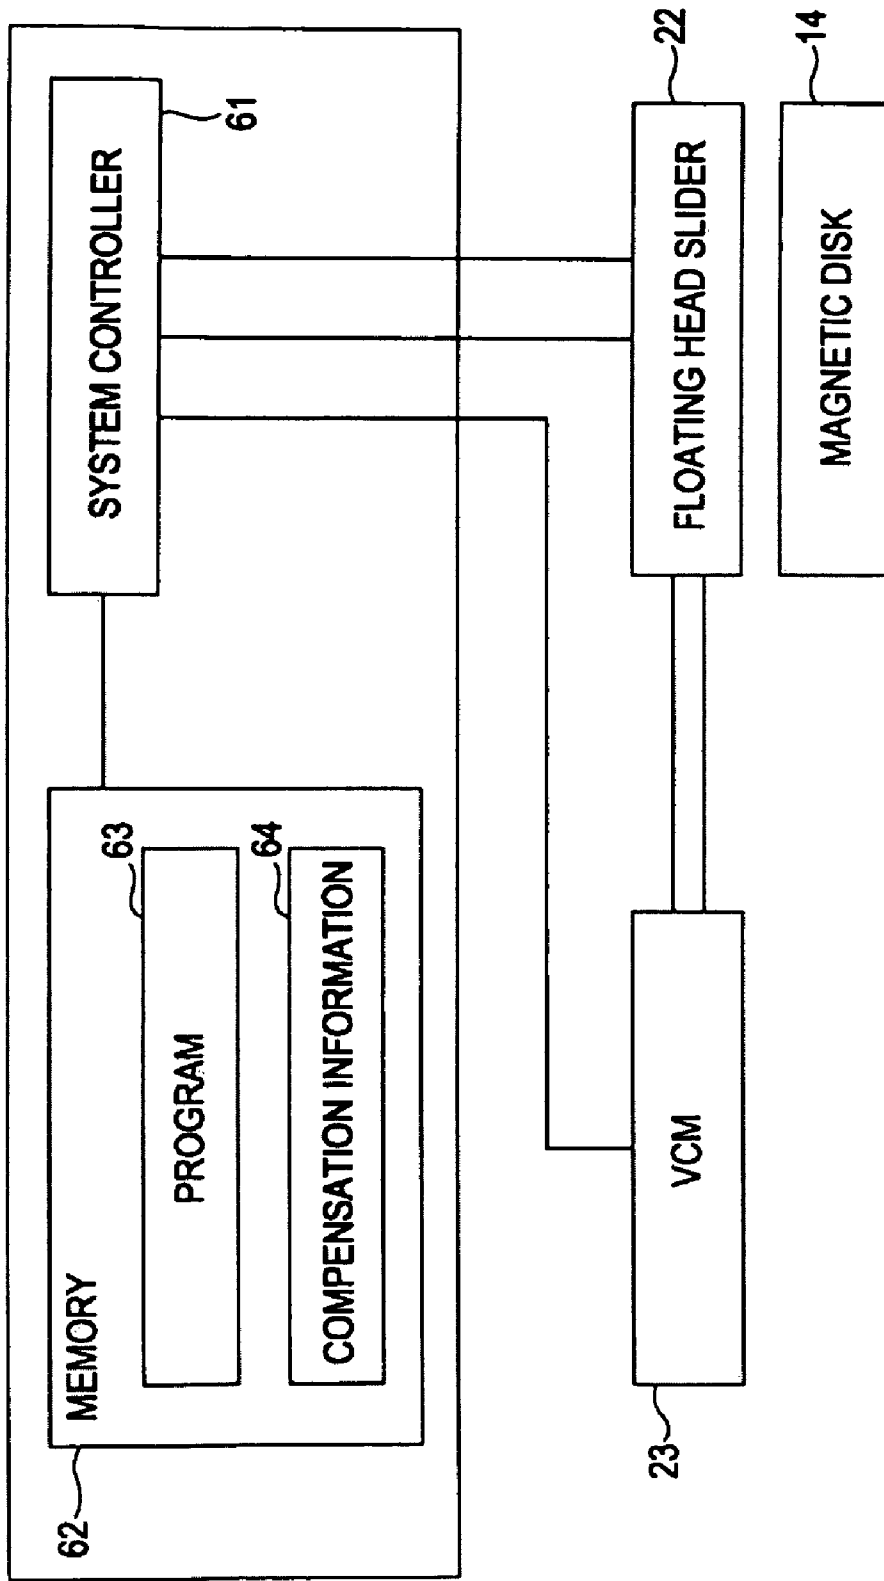 62
MEMORY
63
PROGRAM
64
COMPENSATION INFORMATION
SYSTEM CONTROLLER
61
23
VCM
22
FLOATING HEAD SLIDER
14
MAGNETIC DISK